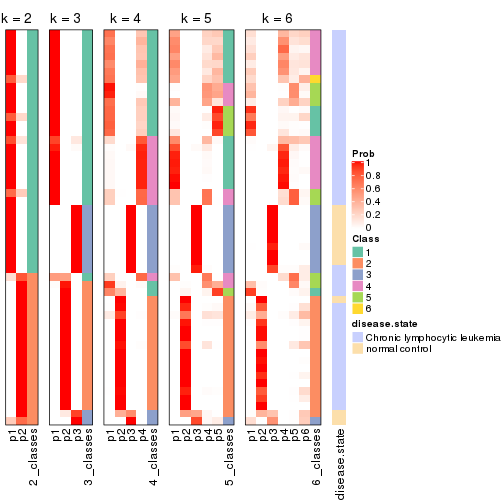 k = 2
k = 3
k = 4
k = 5
k = 6
Prob
1
0.8
0.6
0.4
0.2
0
Class
1
2
3
4
5
6
disease.state
Chronic lymphocytic leukemia
normal control
p1
p2
2_classes
p1
p2
p3
3_classes
p1
p2
p3
p4
4_classes
p1
p2
p3
p4
p5
5_classes
p1
p2
p3
p4
p5
p6
6_classes
disease.state